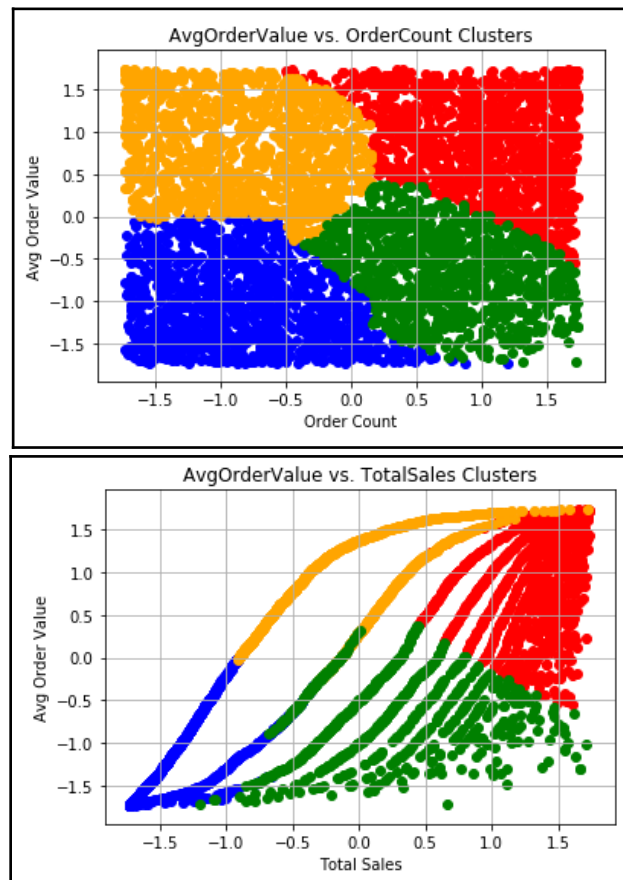 AvgOrderValue vs. OrderCount Clusters
Avg Order Value
1.5
1.0
0.5
0.0
−0.5
−1.0
−1.5
−1.5 −1.0 −0.5 0.0 0.5 1.0 1.5
Order Count
AvgOrderValue vs. TotalSales Clusters
Avg Order Value
1.5
1.0
0.5
0.0
−0.5
−1.0
−1.5
−1.5 −1.0 −0.5 0.0 0.5 1.0 1.5
Total Sales